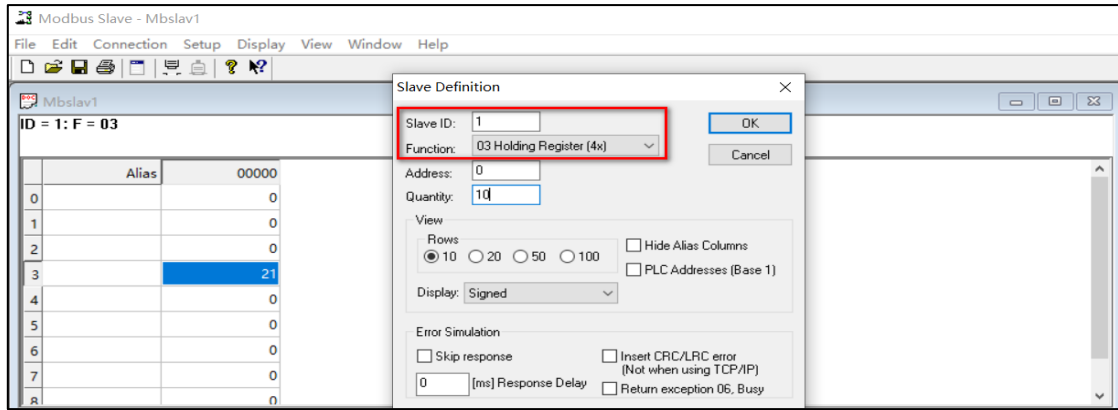 Modbus Slave - Mbslav1
File Edit Connection Setup Display View Window Help
Mbslav1
ID = 1: F = 03
Alias 00000
0 0
1 0
2 0
3 21
4 0
5 0
6 0
7 0
8 0
Slave Definition
Slave ID: 1
OK
Function: 03 Holding Register (4x)
Cancel
Address: 0
Quantity: 10
View
Rows
10 20 50 100
Hide Alias Columns
PLC Addresses (Base 1)
Display: Signed
Error Simulation
Skip response
Insert CRC/LRC error
(Not when using TCP/IP)
0 [ms] Response Delay
Return exception 06, Busy